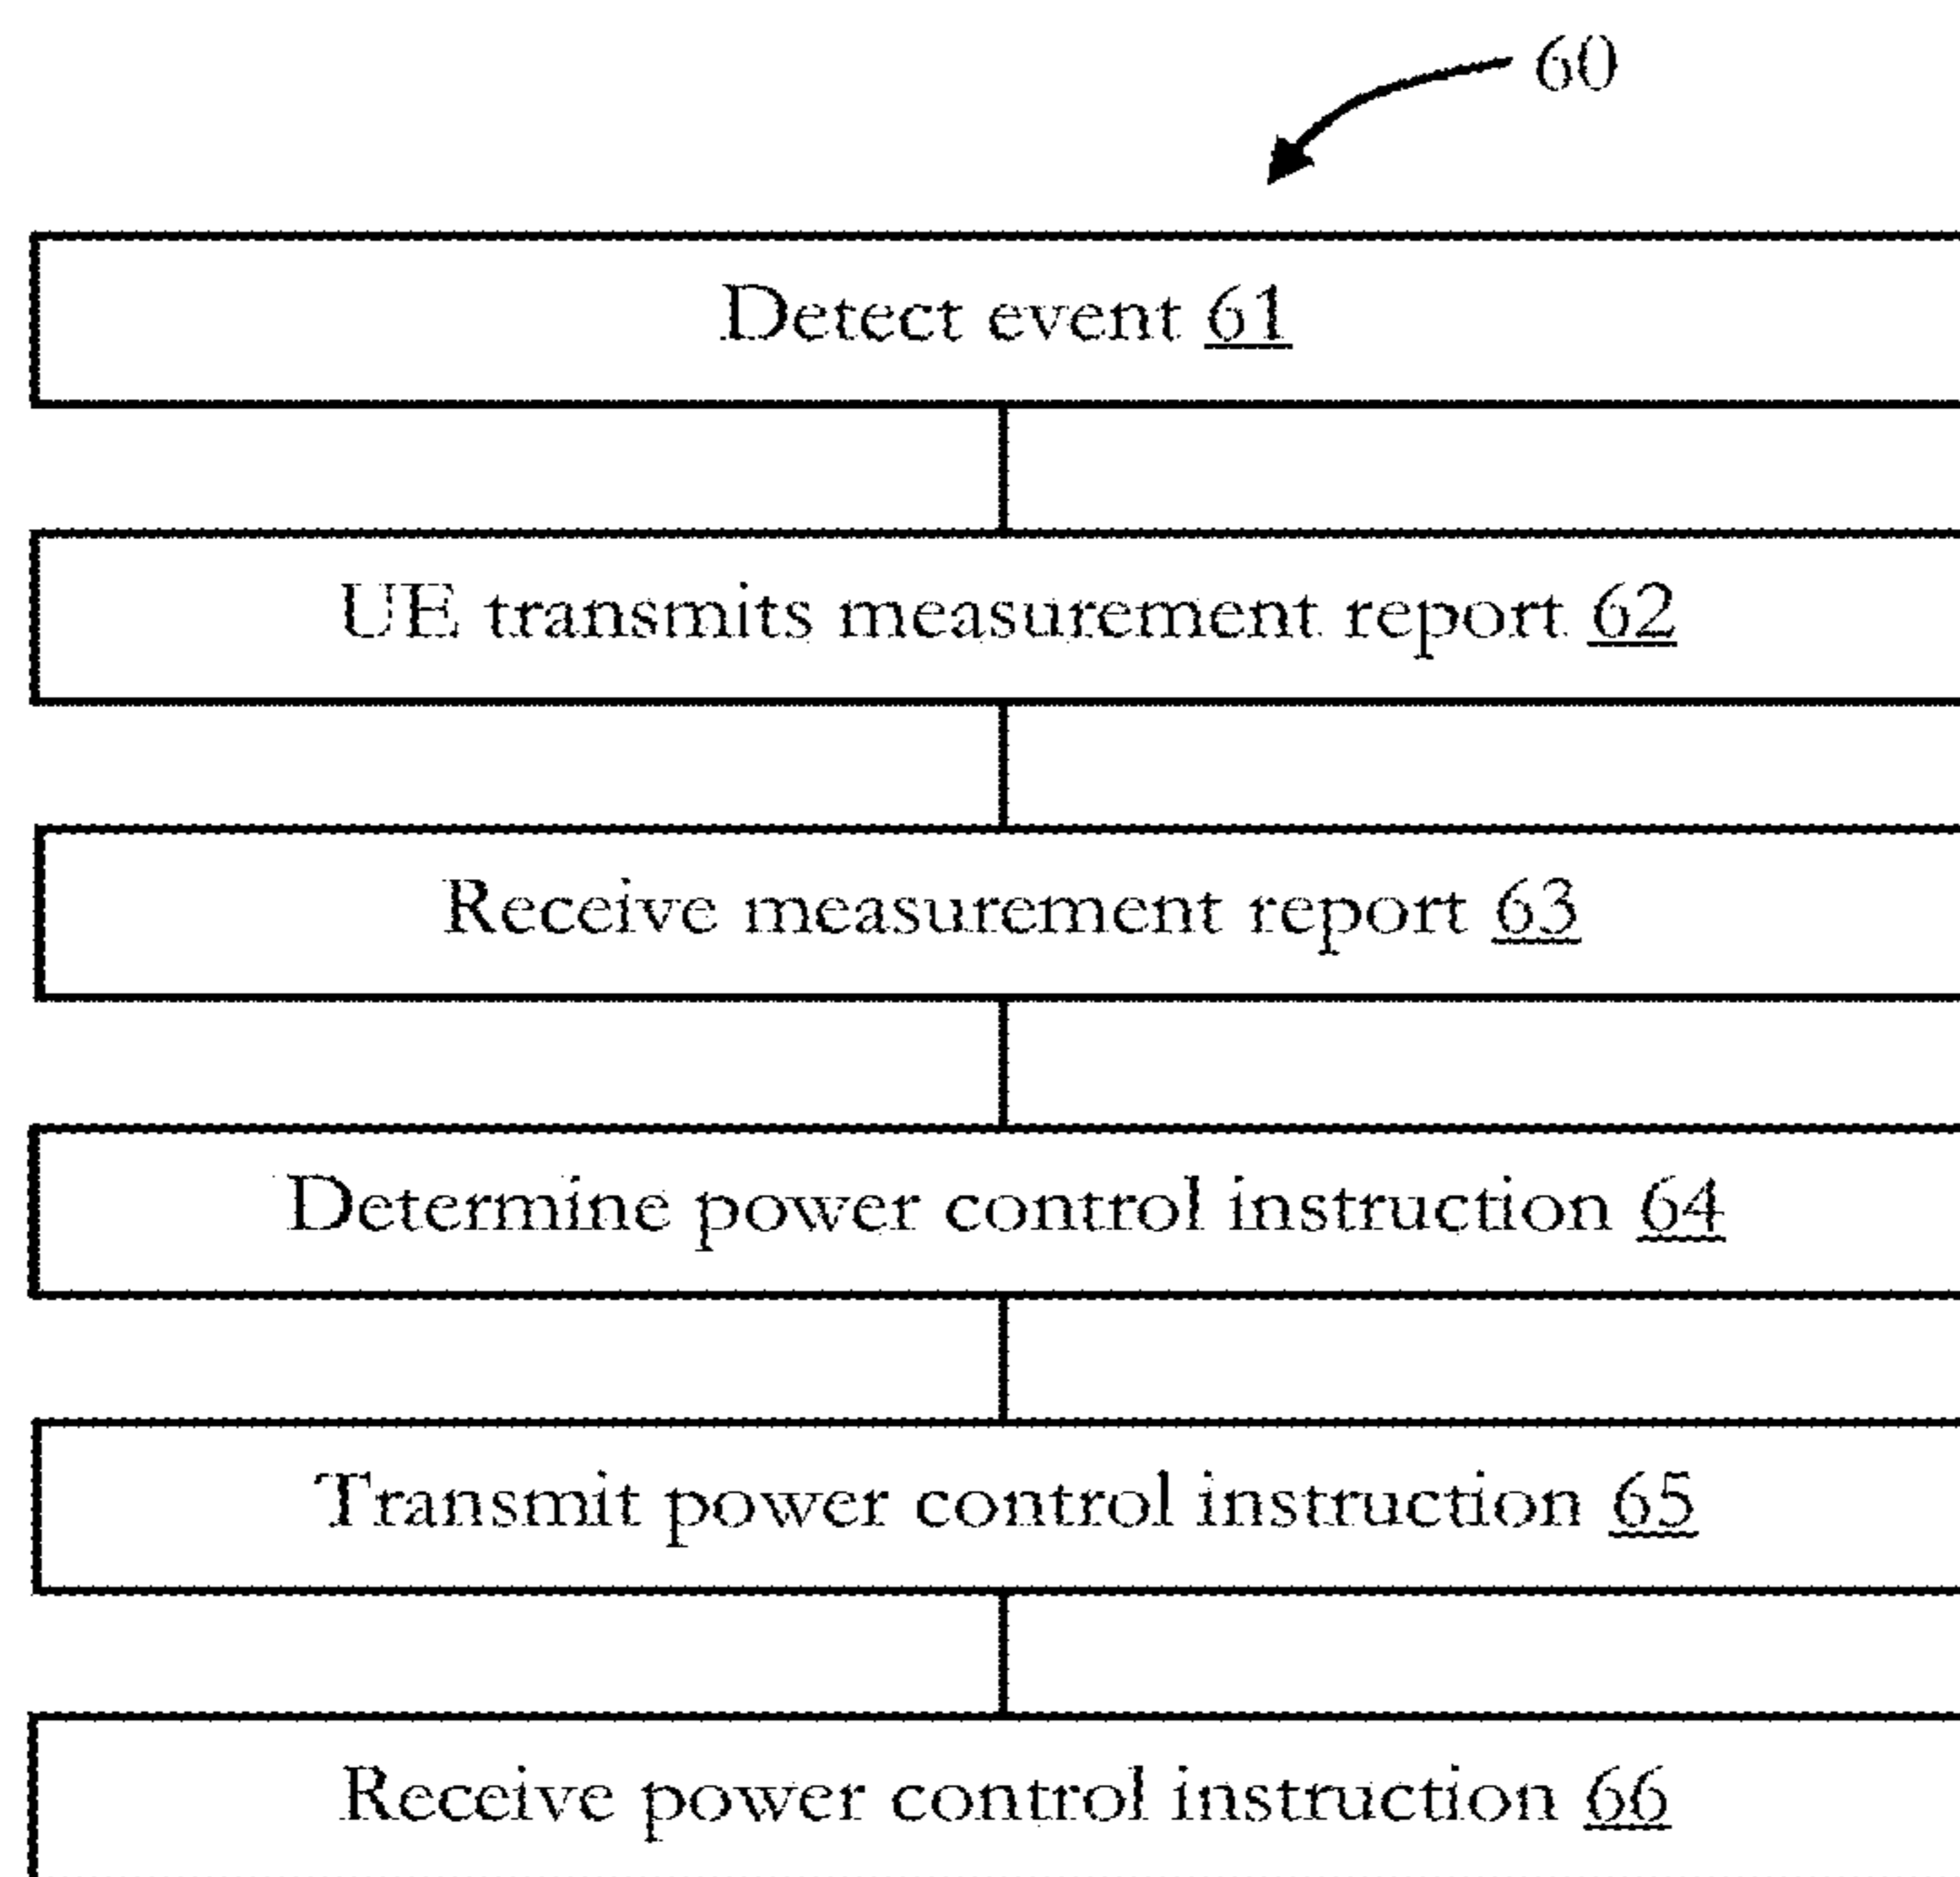 60
Detect event 61
UE transmits measurement report 62
Receive measurement report 63
Determine power control instruction 64
Transmit power control instruction 65
Receive power control instruction 66